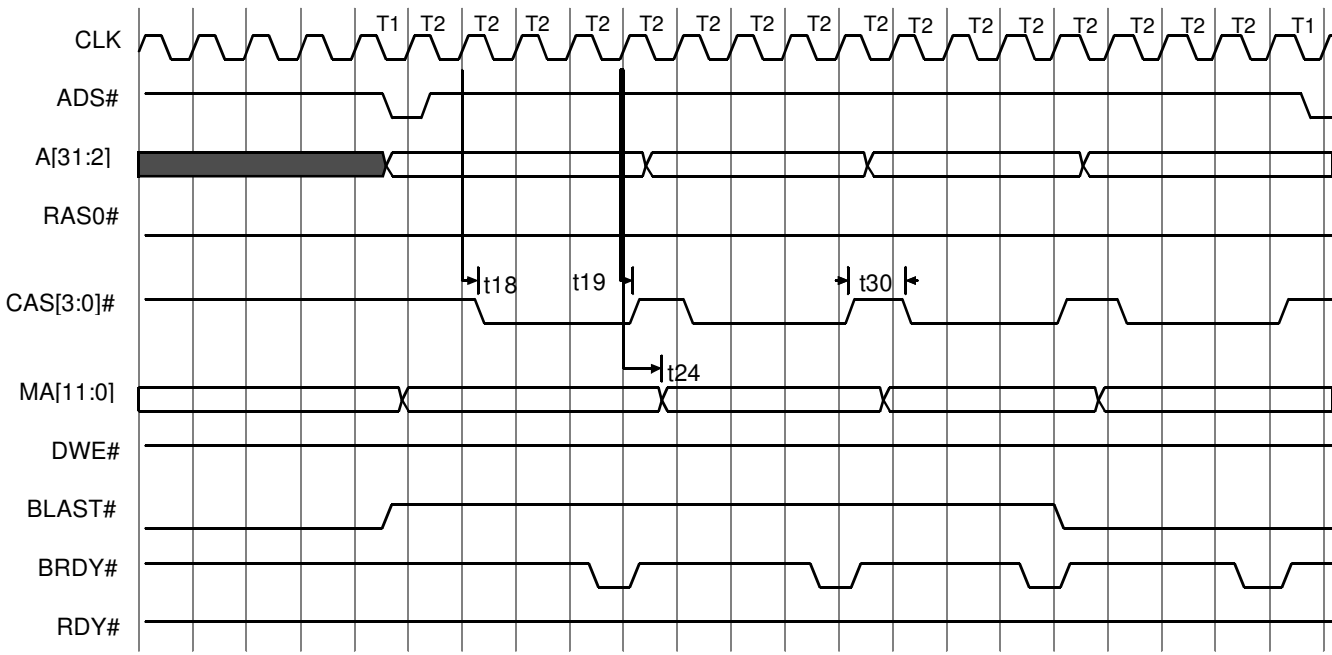 T1 T2 T2 T2 T2 T2 T2 T2 T2 T2 T2 T2 T2 T2 T2 T2 T2 T1
CLK
ADS#
A[31:2]
RAS0#
t18 t19 t30
CAS[3:0]#
t24
MA[11:0]
DWE#
BLAST#
BRDY#
RDY#